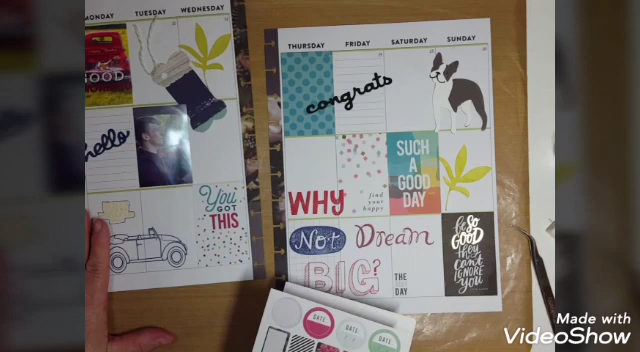 MONDAY
TUESDAY
WEDNESDAY
THURSDAY
FRIDAY
SATURDAY
SUNDAY
GOOD
congrats
hello
SUCH
A
GOOD
DAY
YOU
GOT
THIS
WHY
find
your
happy
Not
Dream
BIG?
THE
DAY
Be SO
GOOD
they
can't
IGNORE
YOU
DATE
DATE
DATE
Made with
VideoShow